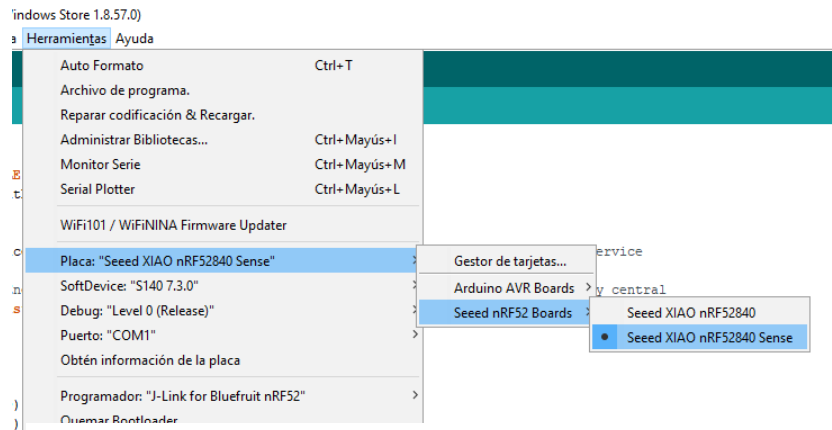 indows Store 1.8.57.0)
a Herramientas Ayuda
Auto Formato Ctrl+T
Archivo de programa.
Reparar codificación & Recargar.
Administrar Bibliotecas... Ctrl+Mayús+I
Monitor Serie Ctrl+Mayús+M
Serial Plotter Ctrl+Mayús+L
WiFi101 / WiFiNINA Firmware Updater
Placa: "Seeed XIAO nRF52840 Sense"
SoftDevice: "S140 7.3.0"
Debug: "Level 0 (Release)"
Puerto: "COM1"
Obtén información de la placa
Programador: "J-Link for Bluefruit nRF52"
Quemar Bootloader
Gestor de tarjetas...
Arduino AVR Boards
Seeed nRF52 Boards
Seeed XIAO nRF52840
Seeed XIAO nRF52840 Sense
ervice
y central